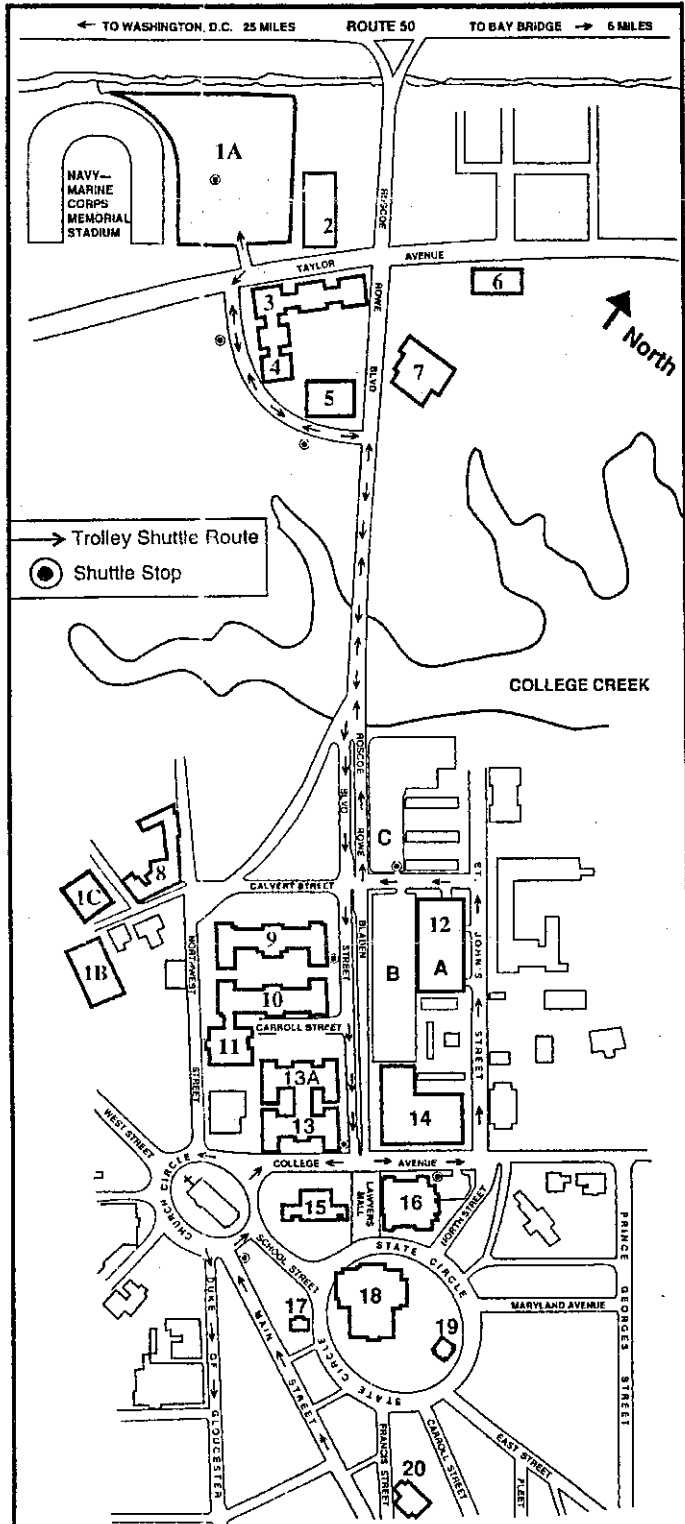 ← TO WASHINGTON, D.C. 25 MILES ROUTE 50 TO BAY BRIDGE → 6 MILES
1A
NAVY—
MARINE
CORPS
MEMORIAL
STADIUM
2
ROSCOE
TAYLOR AVENUE
3
ROWE
6
North
4
7
5
BLVD
→ Trolley Shuttle Route
Shuttle Stop
COLLEGE CREEK
ROSCOE
BLVD
ROWE
C
8
1C
CALVERT STREET
ST.
12
9
1B
NORTHWEST
STREET
BLADEN
B
A
JOHNS
10
CARROLL STREET
11
STREET
13A
STREET
13
14
WEST STREET
COLLEGE AVENUE
CHURCH CIRCLE
15
LAWYERS
MALL
16
NORTH STREET
PRINCE GEORGES STREET
SCHOOL STREET
STATE CIRCLE
18
17
MARYLAND AVENUE
19
DUKE OF GLOUCESTER
MAIN STREET
STATE CIRCLE
FRANCIS STREET
CARROLL STREET
EAST STREET
20
FLEET